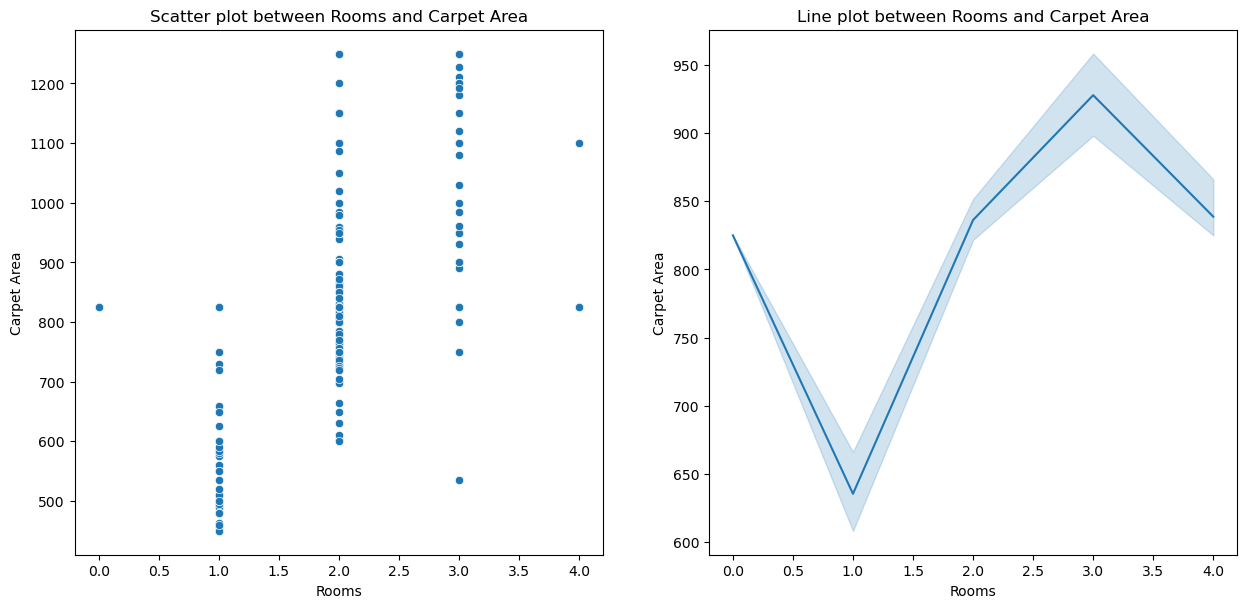 Scatter plot between Rooms and Carpet Area
1200
1100
1000
900
800
700
600
500
Carpet Area
0.0 0.5 1.0 1.5 2.0 2.5 3.0 3.5 4.0
Rooms
Line plot between Rooms and Carpet Area
950
900
850
800
750
700
650
600
Carpet Area
0.0 0.5 1.0 1.5 2.0 2.5 3.0 3.5 4.0
Rooms